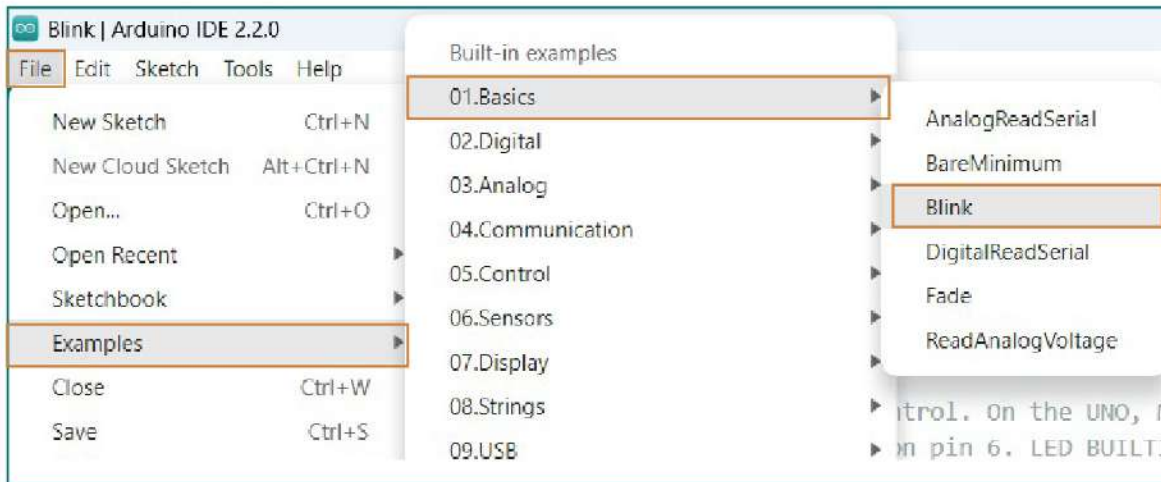 Blink | Arduino IDE 2.2.0
File Edit Sketch Tools Help
New Sketch Ctrl+N
New Cloud Sketch Alt+Ctrl+N
Open... Ctrl+O
Open Recent
Sketchbook
Examples
Close Ctrl+W
Save Ctrl+S
Built-in examples
01.Basics
02.Digital
03.Analog
04.Communication
05.Control
06.Sensors
07.Display
08.Strings
09.USB
AnalogReadSerial
BareMinimum
Blink
DigitalReadSerial
Fade
ReadAnalogVoltage
ntrol. On the UNO,
on pin 6. LED